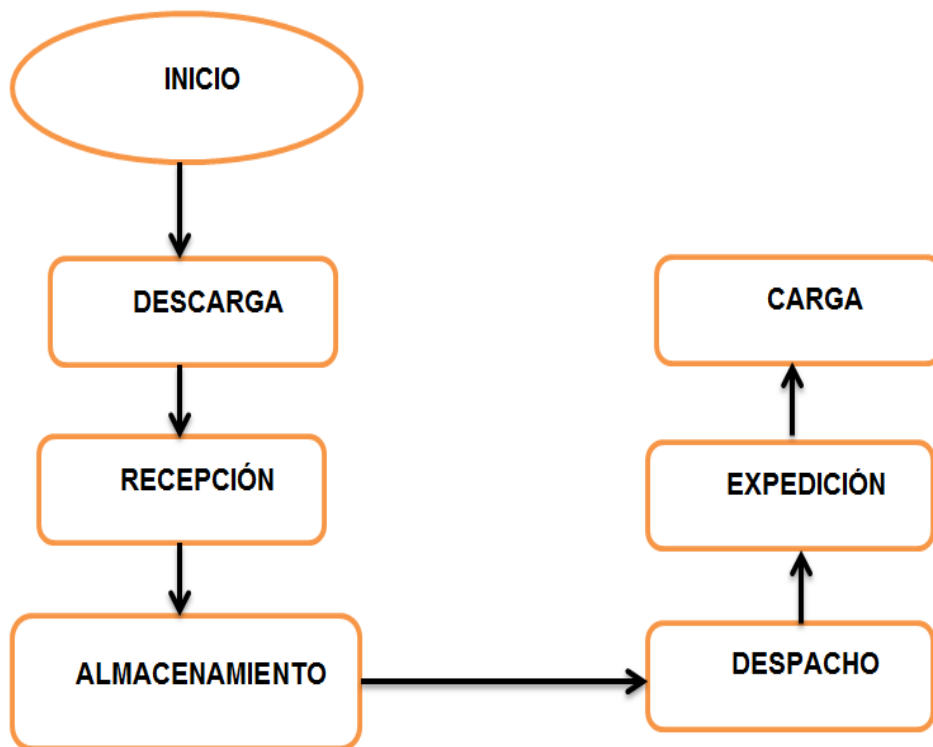 INICIO
DESCARGA
RECEPCIÓN
ALMACENAMIENTO
DESPACHO
EXPEDICIÓN
CARGA